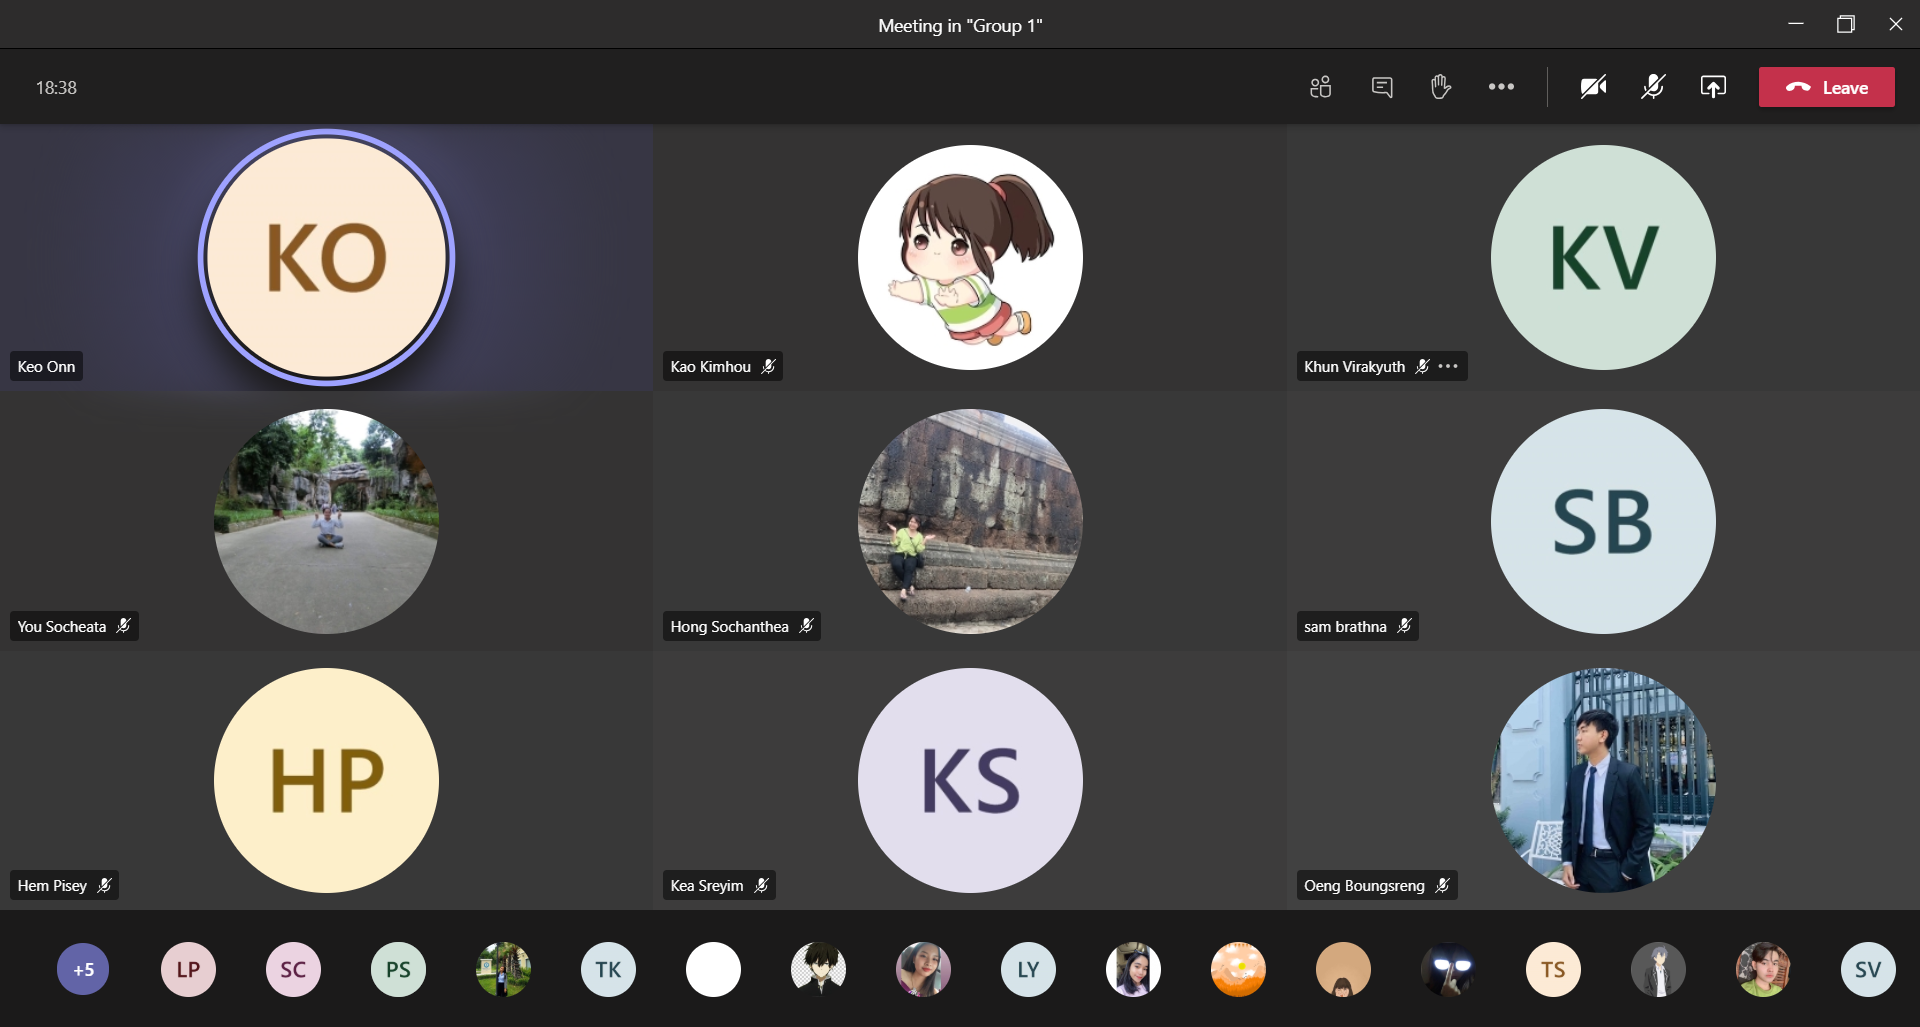 Meeting in "Group 1"
18:38
Leave
KO
KV
Keo Onn
Kao Kimhou
Khun Virakyuth
SB
You Socheata
Hong Sochanthea
sam brathna
HP
KS
Hem Pisey
Kea Sreyim
Oeng Boungsreng
+5
LP
SC
PS
TK
LY
TS
SV